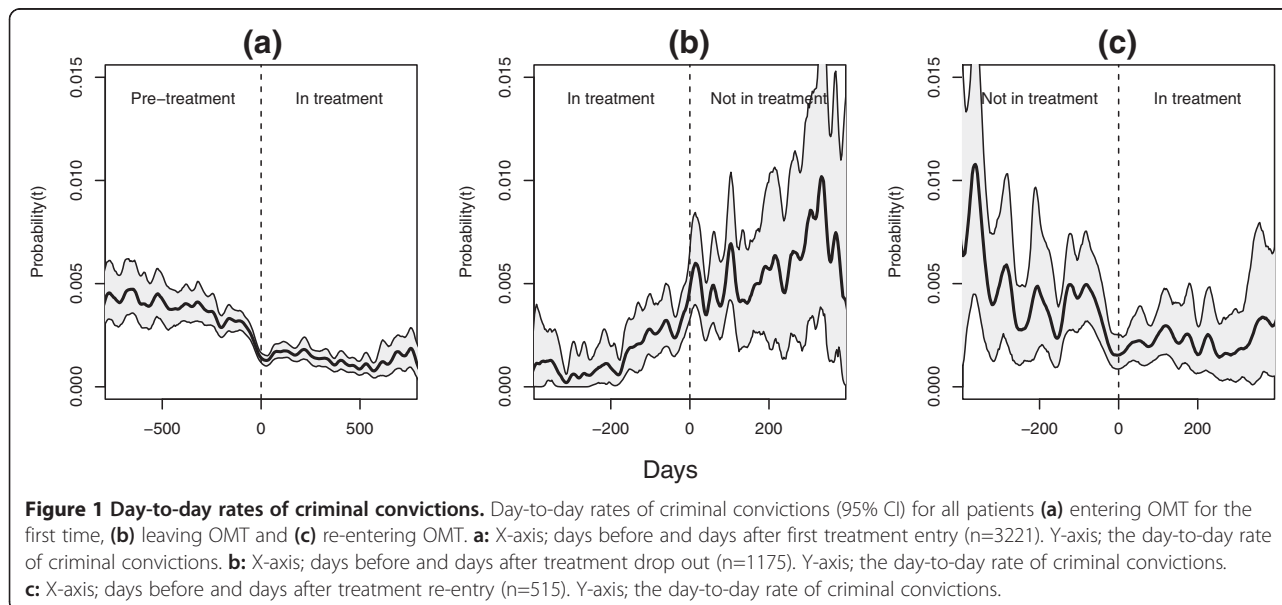 (a)
(b)
(c)
Probability(t)
0.015
0.010
0.005
0.000
Pre−treatment
In treatment
−500
0
500
Probability(t)
0.015
0.010
0.005
0.000
In treatment
Not in treatment
−200
0
200
Probability(t)
0.015
0.010
0.005
0.000
Not in treatment
In treatment
−200
0
200
Days
Figure 1 Day-to-day rates of criminal convictions. Day-to-day rates of criminal convictions (95% CI) for all patients (a) entering OMT for the
first time, (b) leaving OMT and (c) re-entering OMT. a: X-axis; days before and days after first treatment entry (n=3221). Y-axis; the day-to-day rate
of criminal convictions. b: X-axis; days before and days after treatment drop out (n=1175). Y-axis; the day-to-day rate of criminal convictions.
c: X-axis; days before and days after treatment re-entry (n=515). Y-axis; the day-to-day rate of criminal convictions.